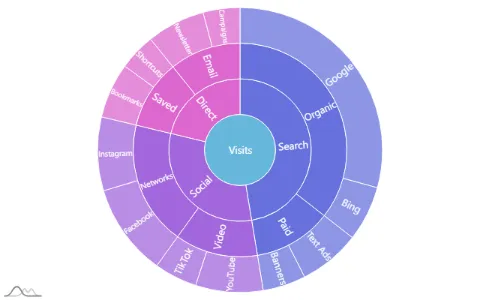 Visits
Search
Social
Direct
Organic
Paid
Video
Networks
Saved
Email
Google
Bing
Text Ads
Banners
YouTube
TikTok
Facebook
Instagram
Bookmarks
Shortcuts
Newsletter
Campaigns